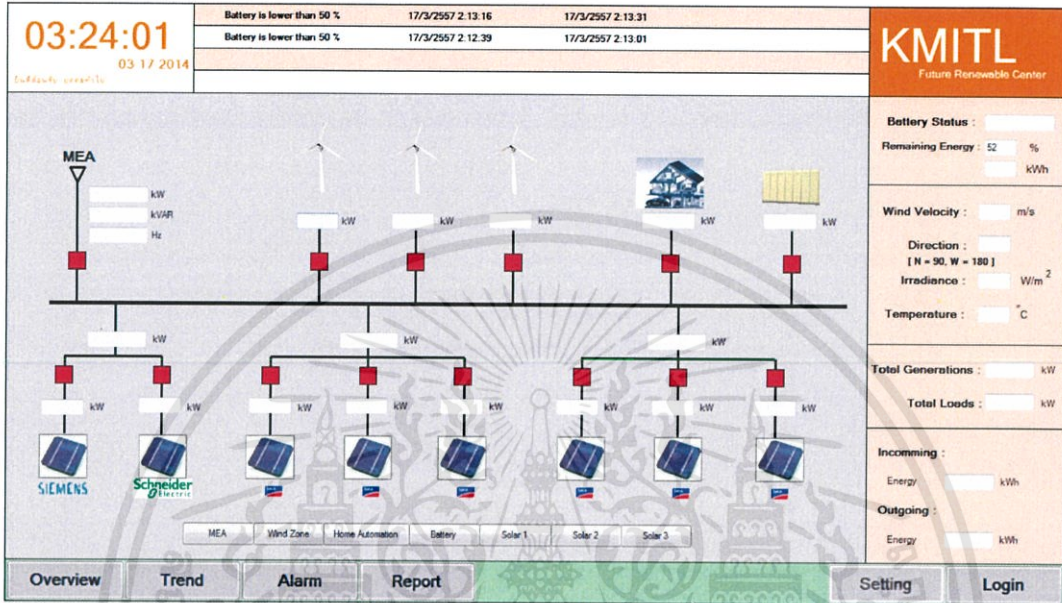 03:24:01
03 17 2014
Battery is lower than 50 % 17/3/2557 2:13:16 17/3/2557 2:13:31
Battery is lower than 50 % 17/3/2557 2:12:39 17/3/2557 2:13:01
KMITL
Future Renewable Center
MEA
kW
kVAR
Hz
kW kW kW kW kW
kW kW kW
kW kW kW kW kW kW kW kW
SIEMENS
Schneider
Electric
MEA Wind Zone Home Automation Battery Solar 1 Solar 2 Solar 3
Battery Status :
Remaining Energy : 52 %
kWh
Wind Velocity : m/s
Direction :
[ N = 90, W = 180 ]
Irradiance : W/m2
Temperature : °C
Total Generations : kW
Total Loads : kW
Incomming :
Energy kWh
Outgoing :
Energy kWh
Overview Trend Alarm Report Setting Login